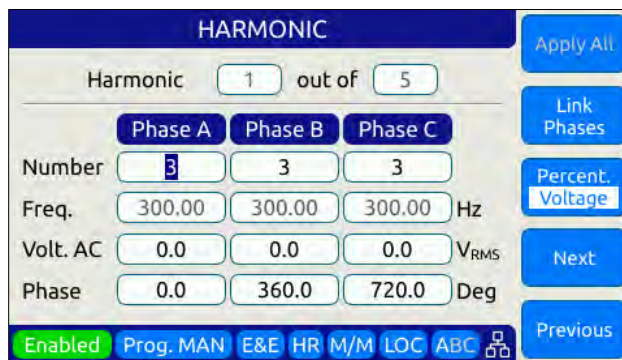 HARMONIC
Apply All
Harmonic 1 out of 5
Link
Phases
Phase A Phase B Phase C
Number 3 3 3
Percent.
Voltage
Freq. 300.00 300.00 300.00 Hz
Volt. AC 0.0 0.0 0.0 VRMS
Next
Phase 0.0 360.0 720.0 Deg
Previous
Enabled Prog. MAN E&E HR M/M LOC ABC